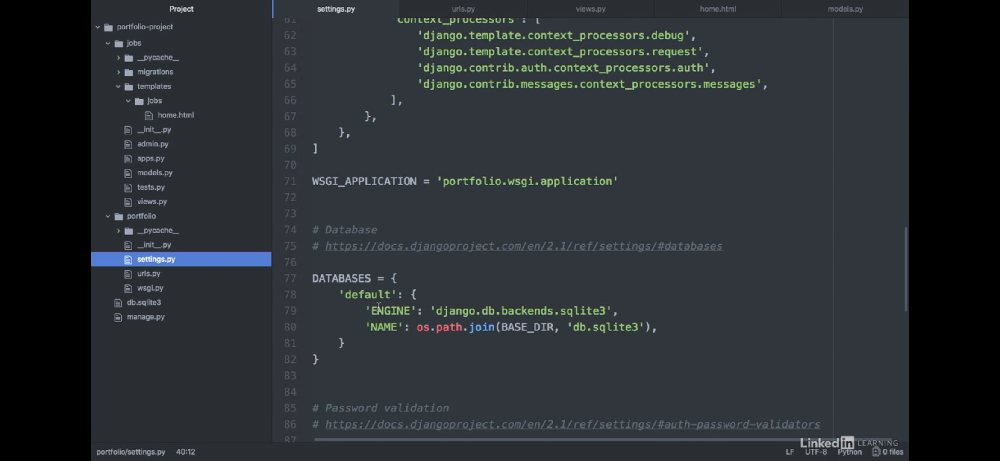 Project
settings.py
urls.py
views.py
home.html
models.py
portfolio-project
jobs
__pycache__
migrations
templates
jobs
home.html
__init__.py
admin.py
apps.py
models.py
tests.py
views.py
portfolio
__pycache__
__init__.py
settings.py
urls.py
wsgi.py
db.sqlite3
manage.py
61 'context_processors': [
62 'django.template.context_processors.debug',
63 'django.template.context_processors.request',
64 'django.contrib.auth.context_processors.auth',
65 'django.contrib.messages.context_processors.messages',
66 ],
67 },
68 },
69 ]
70
71 WSGI_APPLICATION = 'portfolio.wsgi.application'
72
73
74 # Database
75 # https://docs.djangoproject.com/en/2.1/ref/settings/#databases
76
77 DATABASES = {
78 'default': {
79 'ENGINE': 'django.db.backends.sqlite3',
80 'NAME': os.path.join(BASE_DIR, 'db.sqlite3'),
81 }
82 }
83
84
85 # Password validation
86 # https://docs.djangoproject.com/en/2.1/ref/settings/#auth-password-validators
87
LinkedIn LEARNING
portfolio/settings.py 40:12
LF UTF-8 Python 0 files